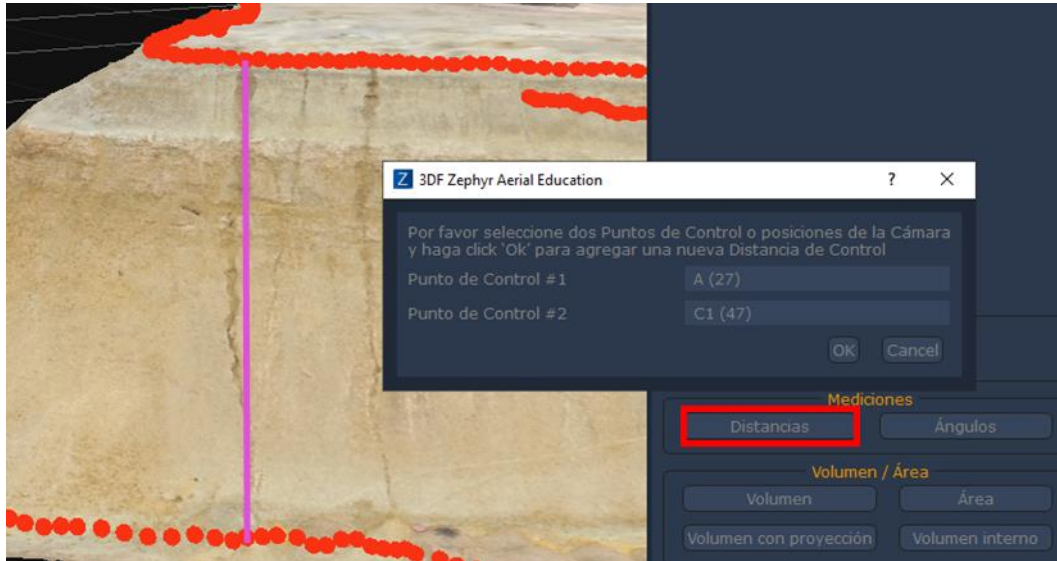 3DF Zephyr Aerial Education
Por favor seleccione dos Puntos de Control o posiciones de la Cámara
y haga click `Ok´ para agregar una nueva Distancia de Control
Punto de Control #1 A (27)
Punto de Control #2 C1 (47)
OK Cancel
Mediciones
Distancias Ángulos
Volumen / Área
Volumen Área
Volumen con proyección Volumen interno